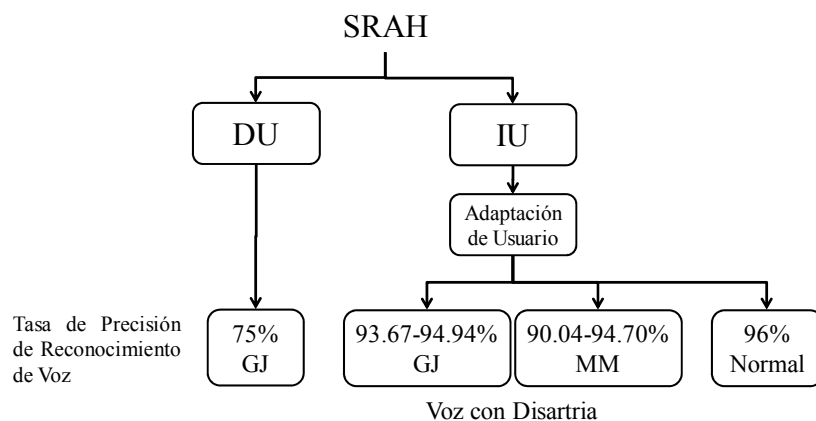 SRAH
DU
IU
Adaptación
de Usuario
Tasa de Precisión
de Reconocimiento
de Voz
75%
GJ
93.67-94.94%
GJ
90.04-94.70%
MM
96%
Normal
Voz con Disartria